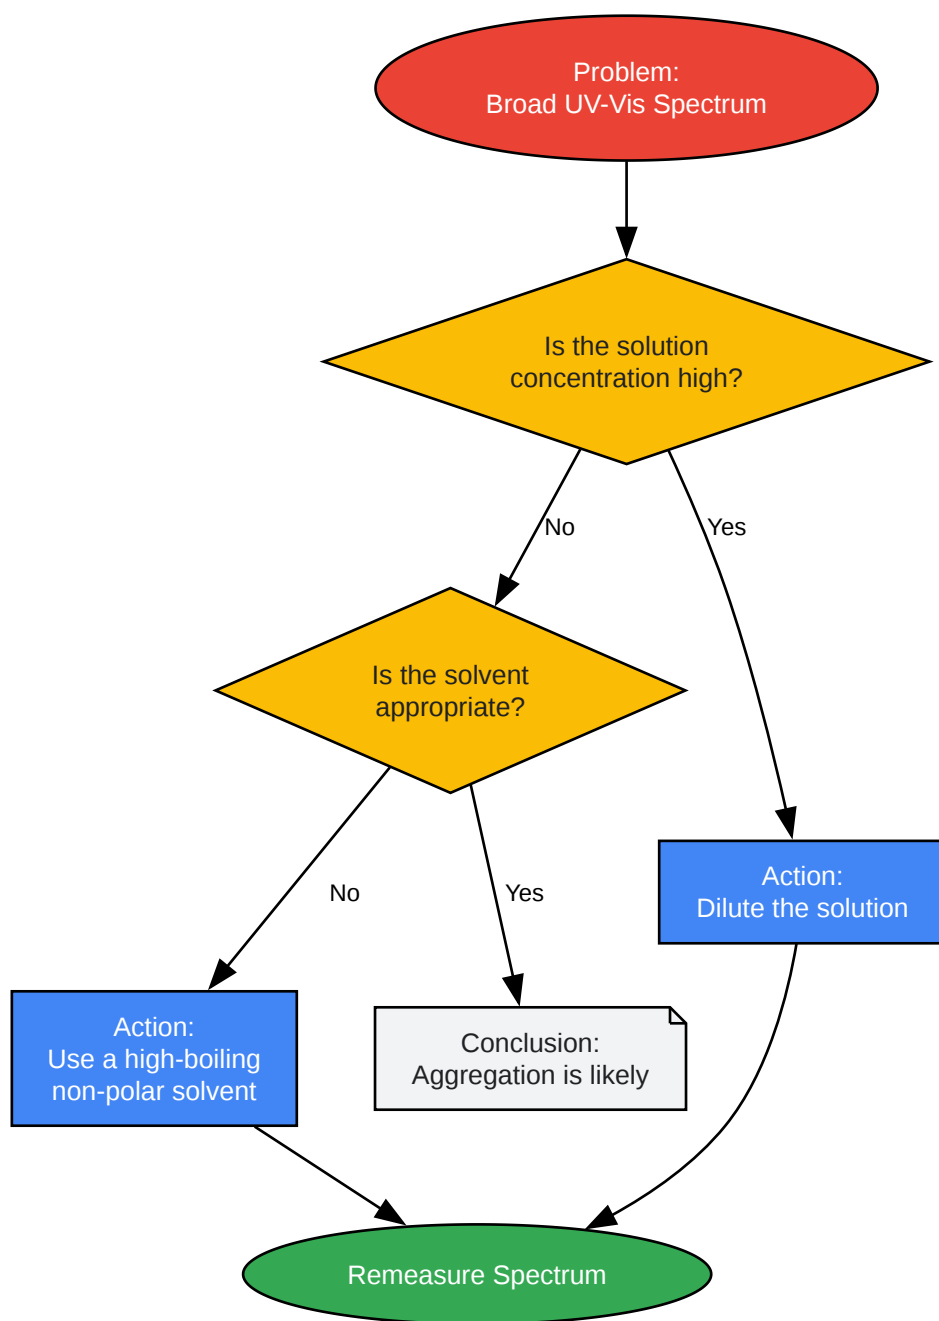 Problem:
Broad UV-Vis Spectrum
Is the solution
concentration high?
No
Yes
Is the solvent
appropriate?
No
Yes
Action:
Dilute the solution
Action:
Use a high-boiling
non-polar solvent
Conclusion:
Aggregation is likely
Remeasure Spectrum